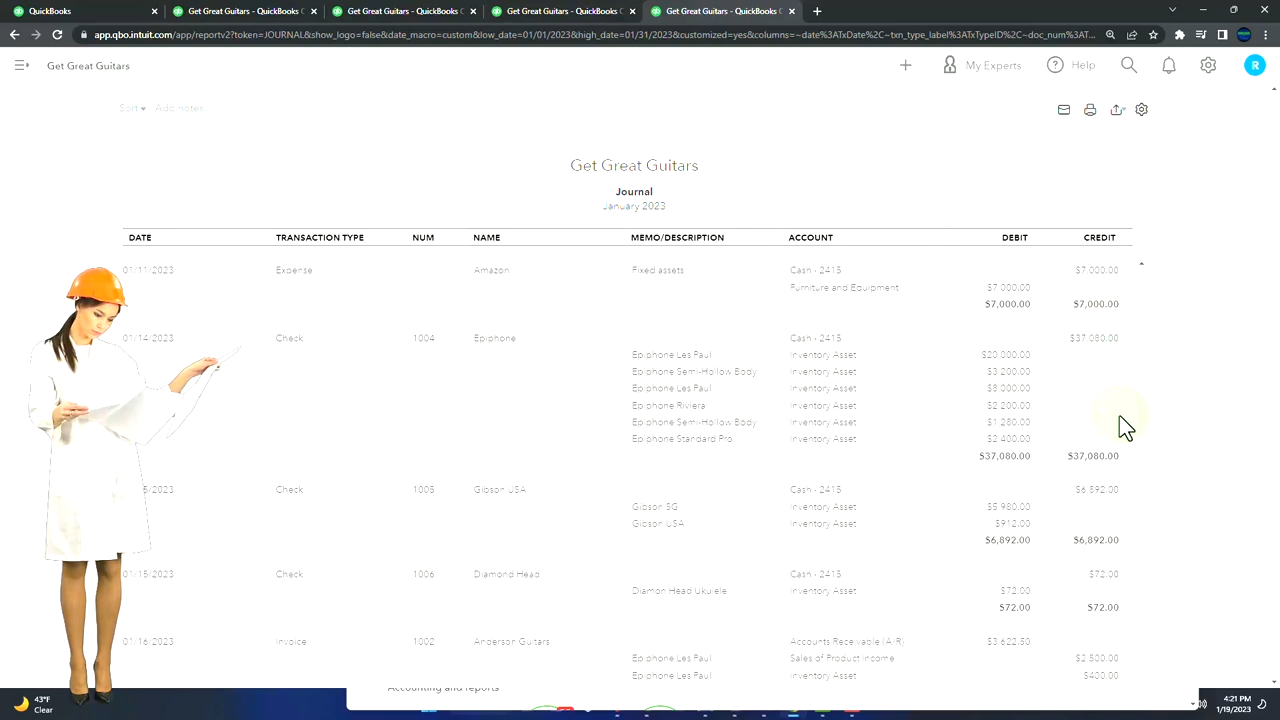 Get Great Guitars - QuickBooks C
Get Great Guitars - QuickBooks C
Get Great Guitars - QuickBooks C
Get Great Guitars - QuickBooks C
Get Great Guitars - QuickBooks C
app.qbo.intuit.com/app/reportv2?token=JOURNAL&show_logo=false&date_macro=custom&low_date=01/01/2023&high_date=01/31/2023&customized=yes&columns=~date%3ATxDate%2C~txn_type%3ATxTypeID%2C~doc_num%3AT...
Get Great Guitars
My Experts
Help
R
Sort
Add notes
Get Great Guitars
Journal
January 2023
DATE TRANSACTION TYPE NUM NAME MEMO/DESCRIPTION ACCOUNT DEBIT CREDIT
01/11/2023 Expense Amazon Fixed assets Cash - 2415 $7,000.00
Furniture and Equipment $7,000.00
$7,000.00 $7,000.00
01/14/2023 Check 1004 Epiphone Cash - 2415 $37,080.00
Epiphone Les Paul Inventory Asset $20,000.00
Epiphone Semi-Hollow Body Inventory Asset $3,200.00
Epiphone Les Paul Inventory Asset $8,000.00
Epiphone Riviera Inventory Asset $2,200.00
Epiphone Semi-Hollow Body Inventory Asset $1,280.00
Epiphone Standard Pro Inventory Asset $2,400.00
$37,080.00 $37,080.00
5/2023 Check 1005 Gibson USA Cash - 2415 $6,892.00
Gibson SG Inventory Asset $5,980.00
Gibson USA Inventory Asset $912.00
$6,892.00 $6,892.00
01/15/2023 Check 1006 Diamond Head Cash - 2415 $72.00
Diamon Head Ukulele Inventory Asset $72.00
$72.00 $72.00
01/16/2023 Invoice 1002 Anderson Guitars Accounts Receivable (A/R) $3,622.50
Epiphone Les Paul Sales of Product Income $2,500.00
Epiphone Les Paul Inventory Asset $400.00
Accounting and reports
43°F
Clear
4:21 PM
1/19/2023